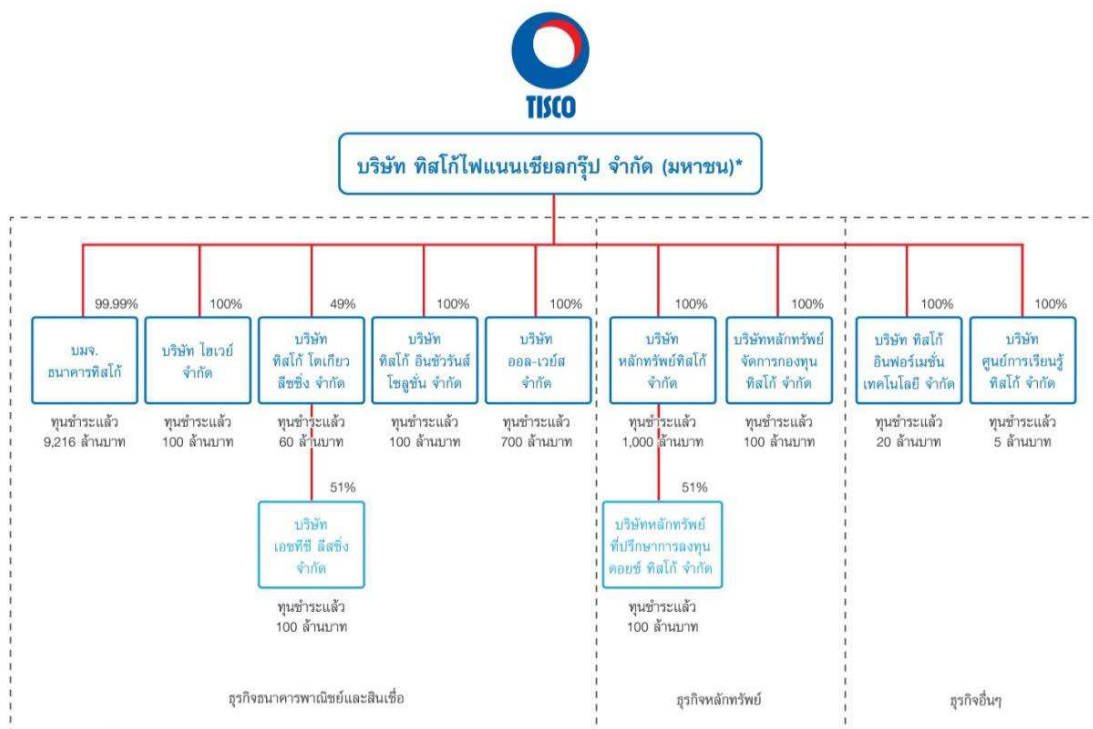 TISCO
บริษัท ทิสโก้ไฟแนนเชียลกรุ๊ป จำกัด (มหาชน)*
99.99%
บมจ.
ธนาคารทิสโก้
ทุนชำระแล้ว
9,216 ล้านบาท
100%
บริษัท ไฮเวย์
จำกัด
ทุนชำระแล้ว
100 ล้านบาท
49%
บริษัท
ทิสโก้ โตเกียว
ลีซซิ่ง จำกัด
ทุนชำระแล้ว
60 ล้านบาท
51%
บริษัท
เอชทีซี ลีสซิ่ง
จำกัด
ทุนชำระแล้ว
100 ล้านบาท
100%
บริษัท
ทิสโก้ อินชัวรันส์
โซลูชั่น จำกัด
ทุนชำระแล้ว
100 ล้านบาท
100%
บริษัท
ออล-เวย์ส
จำกัด
ทุนชำระแล้ว
700 ล้านบาท
100%
บริษัท
หลักทรัพย์ทิสโก้
จำกัด
ทุนชำระแล้ว
1,000 ล้านบาท
51%
บริษัทหลักทรัพย์
ที่ปรึกษาการลงทุน
ดอยช์ ทิสโก้ จำกัด
ทุนชำระแล้ว
100 ล้านบาท
100%
บริษัทหลักทรัพย์
จัดการกองทุน
ทิสโก้ จำกัด
ทุนชำระแล้ว
100 ล้านบาท
100%
บริษัท ทิสโก้
อินฟอร์เมชั่น
เทคโนโลยี จำกัด
ทุนชำระแล้ว
20 ล้านบาท
100%
บริษัท
ศูนย์การเรียนรู้
ทิสโก้ จำกัด
ทุนชำระแล้ว
5 ล้านบาท
ธุรกิจธนาคารพาณิชย์และสินเชื่อ
ธุรกิจหลักทรัพย์
ธุรกิจอื่นๆ